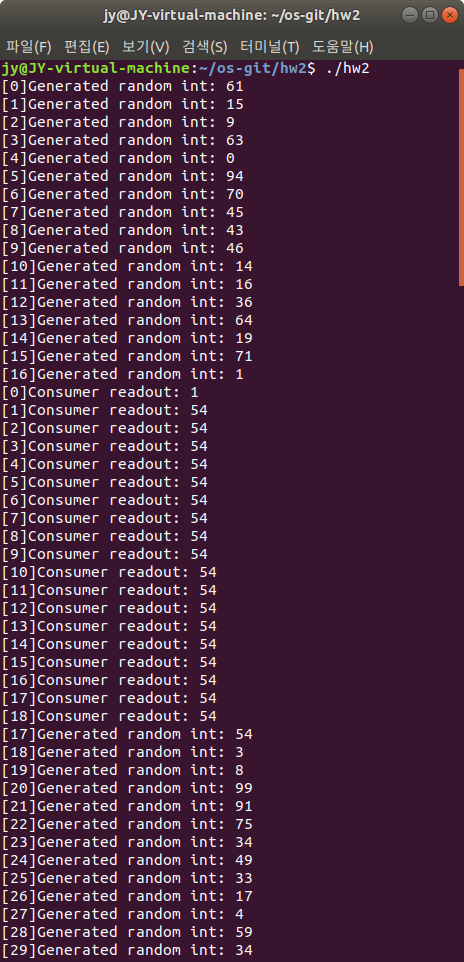 jy@JY-virtual-machine: ~/os-git/hw2
파일(F) 편집(E) 보기(V) 검색(S) 터미널(T) 도움말(H)
jy@JY-virtual-machine:~/os-git/hw2$ ./hw2
[0]Generated random int: 61
[1]Generated random int: 15
[2]Generated random int: 9
[3]Generated random int: 63
[4]Generated random int: 0
[5]Generated random int: 94
[6]Generated random int: 70
[7]Generated random int: 45
[8]Generated random int: 43
[9]Generated random int: 46
[10]Generated random int: 14
[11]Generated random int: 16
[12]Generated random int: 36
[13]Generated random int: 64
[14]Generated random int: 19
[15]Generated random int: 71
[16]Generated random int: 1
[0]Consumer readout: 1
[1]Consumer readout: 54
[2]Consumer readout: 54
[3]Consumer readout: 54
[4]Consumer readout: 54
[5]Consumer readout: 54
[6]Consumer readout: 54
[7]Consumer readout: 54
[8]Consumer readout: 54
[9]Consumer readout: 54
[10]Consumer readout: 54
[11]Consumer readout: 54
[12]Consumer readout: 54
[13]Consumer readout: 54
[14]Consumer readout: 54
[15]Consumer readout: 54
[16]Consumer readout: 54
[17]Consumer readout: 54
[18]Consumer readout: 54
[17]Generated random int: 54
[18]Generated random int: 3
[19]Generated random int: 8
[20]Generated random int: 99
[21]Generated random int: 91
[22]Generated random int: 75
[23]Generated random int: 34
[24]Generated random int: 49
[25]Generated random int: 33
[26]Generated random int: 17
[27]Generated random int: 4
[28]Generated random int: 59
[29]Generated random int: 34